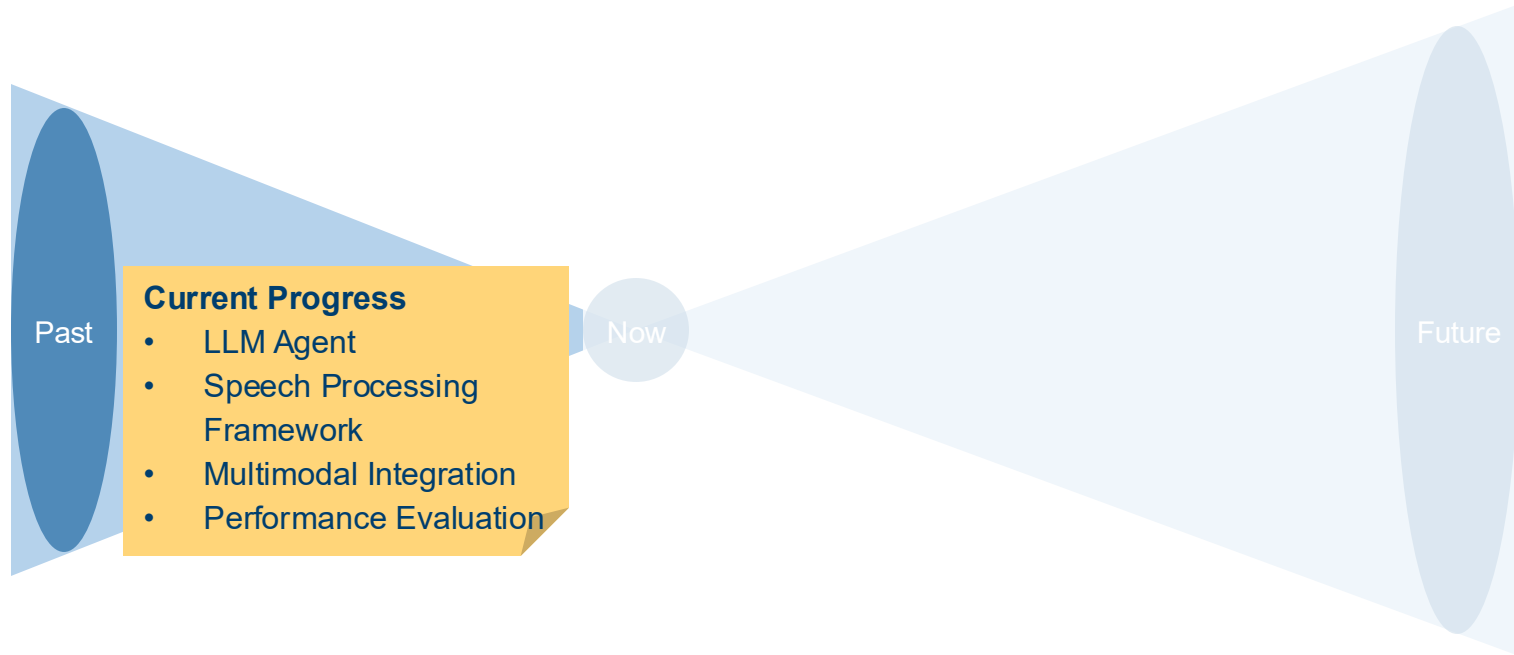 Past
Current Progress
• LLM Agent
• Speech Processing
Framework
• Multimodal Integration
• Performance Evaluation
Now
Future